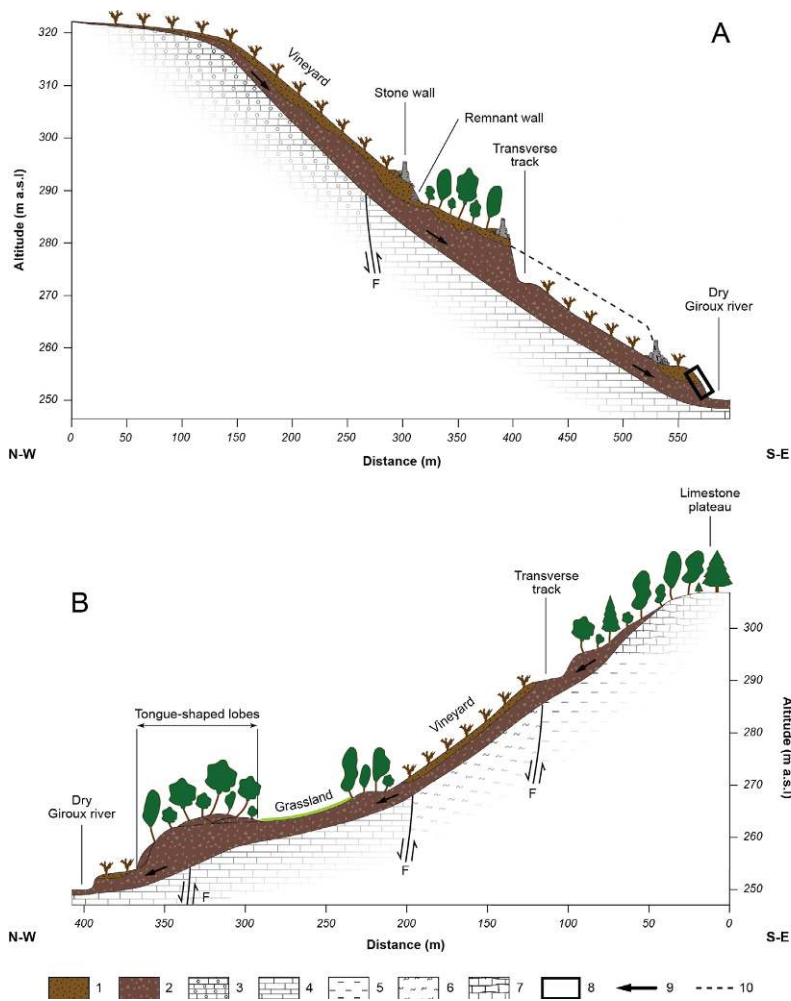 A
320
310
300
290
280
270
260
250
Altitude (m a.s.l)
Vineyard
Stone wall
Remnant wall
Transverse
track
Dry
Giroux river
F
0
50
100
150
200
250
300
350
400
450
500
550
N-W
Distance (m)
S-E
B
Limestone
plateau
Transverse
track
Vineyard
Tongue-shaped lobes
Grassland
Dry
Giroux river
F
F
F
300
290
280
270
260
250
Altitude (m a.s.l)
400
350
300
250
200
150
100
50
0
N-W
Distance (m)
S-E
1
2
3
4
5
6
7
8
9
10